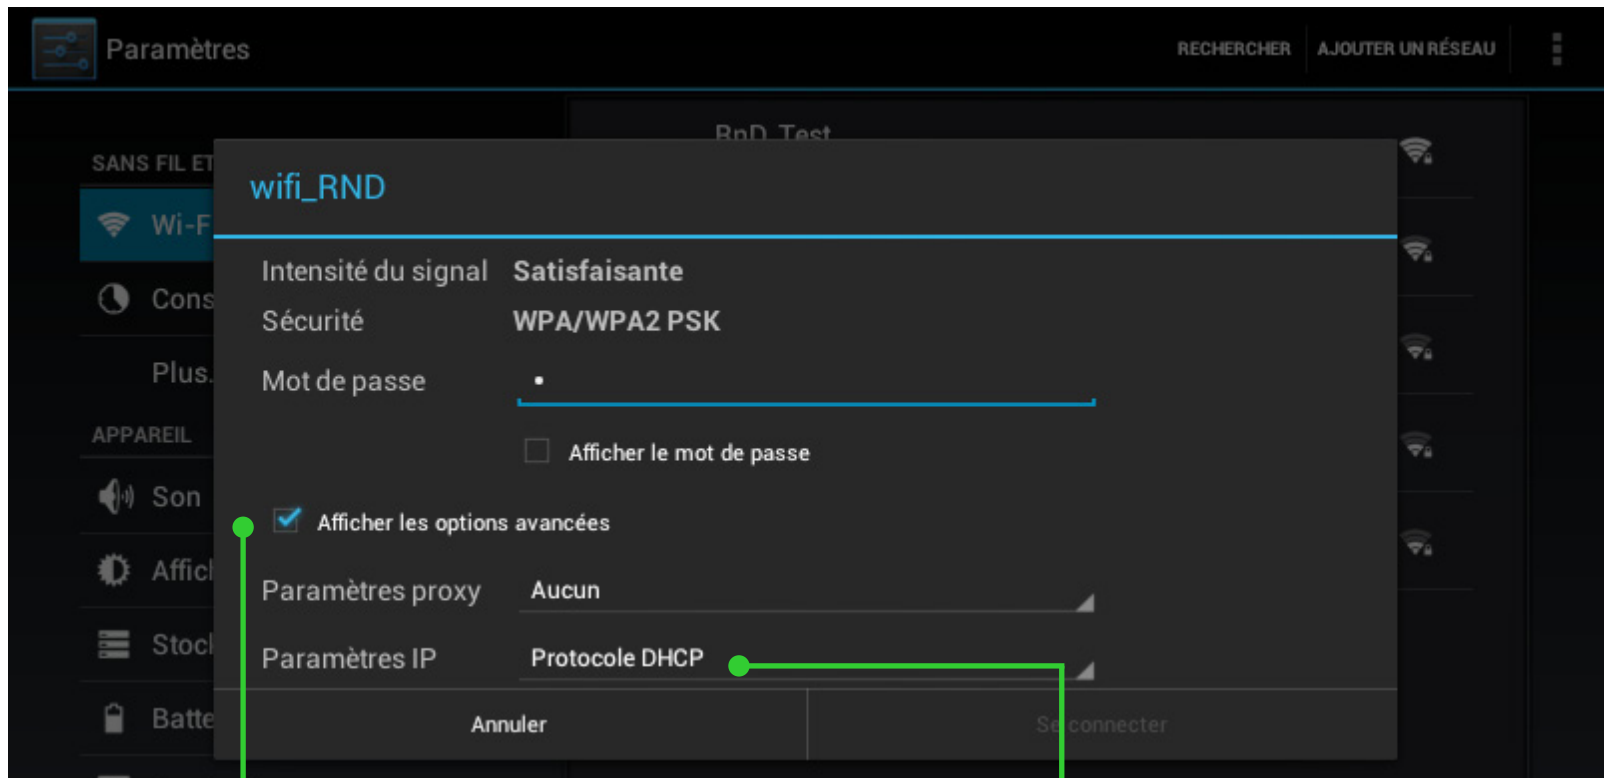 Paramètres
RECHERCHER
AJOUTER UN RÉSEAU
RnD_Test
SANS FIL ET
wifi_RND
Wi-F
Intensité du signal Satisfaisante
Cons
Sécurité WPA/WPA2 PSK
Plus.
Mot de passe •
APPAREIL
Afficher le mot de passe
Son
Afficher les options avancées
Affic
Paramètres proxy Aucun
Stoc
Paramètres IP Protocole DHCP
Batte
Annuler
Se connecter